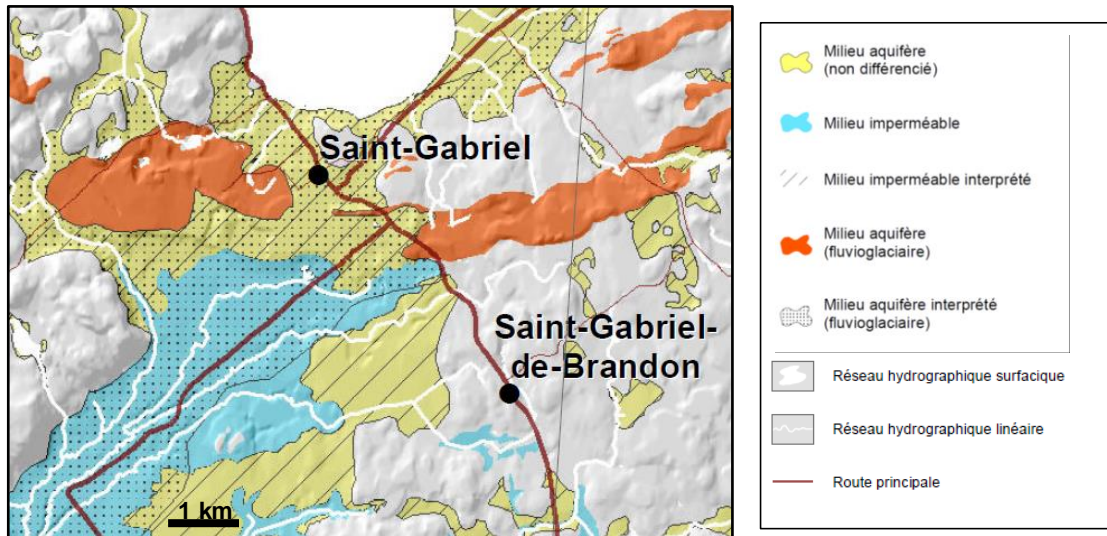 Saint-Gabriel
Saint-Gabriel-
de-Brandon
1 km
Milieu aquifère
(non différencié)
Milieu imperméable
Milieu imperméable interprété
Milieu aquifère
(fluvioglaciaire)
Milieu aquifère interprété
(fluvioglaciaire)
Réseau hydrographique surfacique
Réseau hydrographique linéaire
Route principale